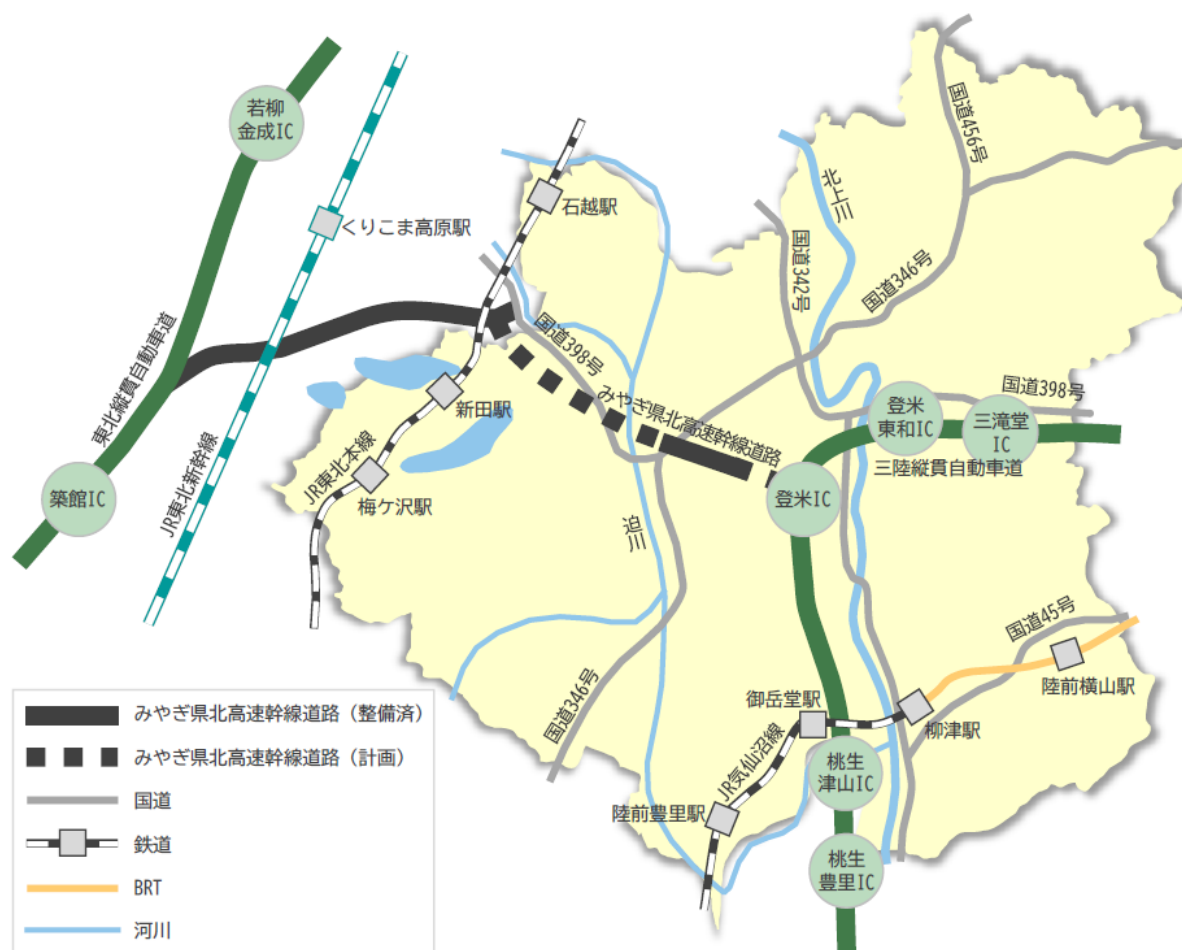 国道456号
若柳
金成IC
北上川
石越駅
くりこま高原駅
国道342号
国道346号
東北縦貫自動車道
国道398号
みやぎ県北高速幹線道路
新田駅
国道398号
登米
東和IC
三滝堂
IC
三陸縦貫自動車道
JR東北新幹線
JR東北本線
築館IC
梅ケ沢駅
登米IC
迫川
国道45号
陸前横山駅
御岳堂駅
柳津駅
国道346号
JR気仙沼線
桃生
津山IC
陸前豊里駅
桃生
豊里IC
みやぎ県北高速幹線道路（整備済）
みやぎ県北高速幹線道路（計画）
国道
鉄道
BRT
河川